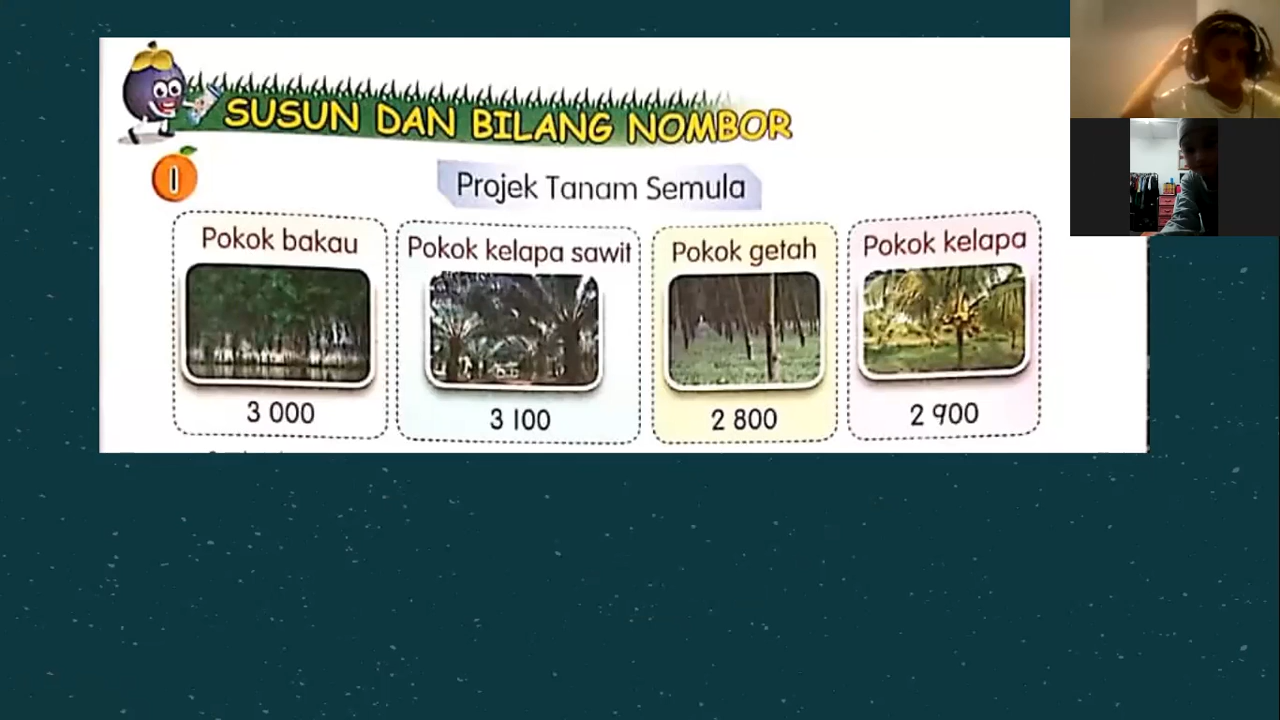 SUSUN DAN BILANG NOMBOR
1
Projek Tanam Semula
Pokok bakau
Pokok kelapa sawit
Pokok getah
Pokok kelapa
3 000
3 100
2 800
2 900